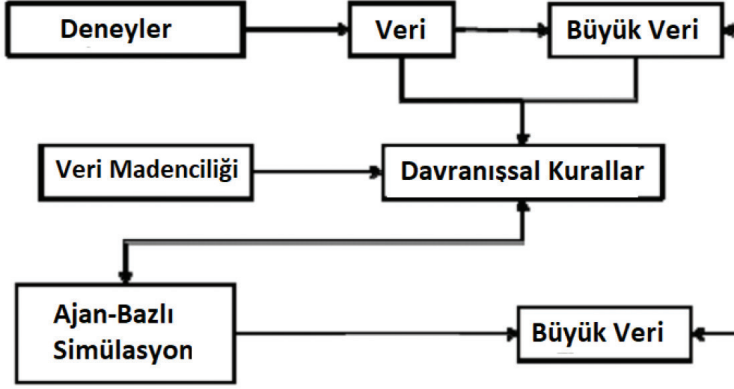 Deneyler
Veri
Büyük Veri
Veri Madenciliği
Davranışsal Kurallar
Ajan-Bazlı
Simülasyon
Büyük Veri